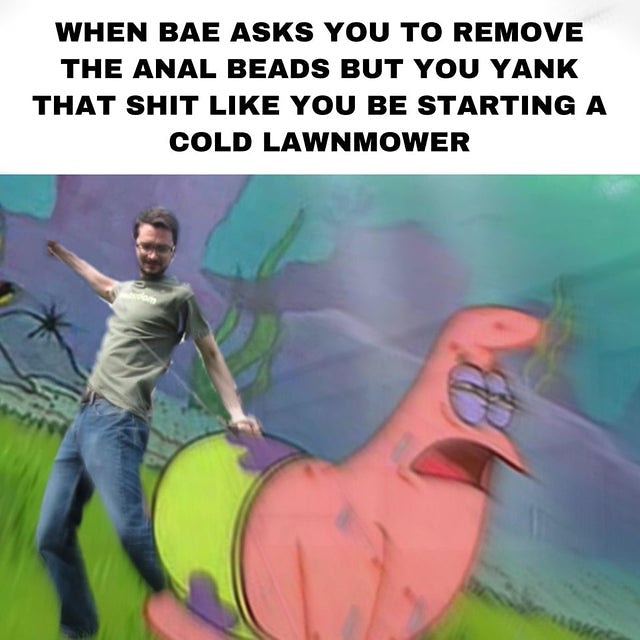 WHEN BAE ASKS YOU TO REMOVE
THE ANAL BEADS BUT YOU YANK
THAT SHIT LIKE YOU BE STARTING A
COLD LAWNMOWER